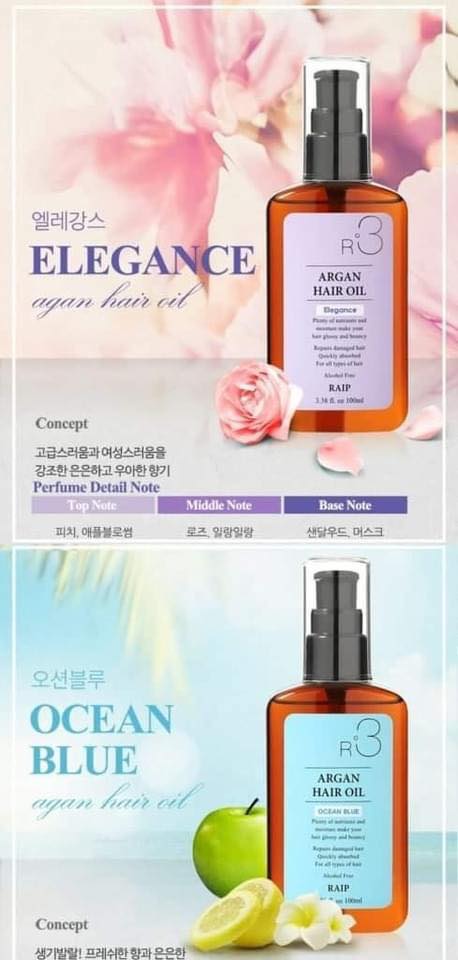 엘레강스
ELEGANCE
agan hair oil
R°3
ARGAN
HAIR OIL
Elegance
Plenty of nutrients and
moisture make your
hair glossy and bouncy
Repairs damaged hair
Quickly absorbed
For all types of hair
Alcohol Free
RAIP
3.38 fl. oz 100ml
Concept
고급스러움과 여성스러움을
강조한 은은하고 우아한 향기
Perfume Detail Note
Top Note Middle Note Base Note
피치, 애플블로썸 로즈, 일랑일랑 샌달우드, 머스크
오션블루
OCEAN
BLUE
agan hair oil
R°3
ARGAN
HAIR OIL
OCEAN BLUE
Plenty of nutrients and
moisture make your
hair glossy and bouncy
Repairs damaged hair
Quickly absorbed
For all types of hair
Alcohol Free
RAIP
oz 100ml
Concept
생기발랄! 프레쉬한 향과 은은한